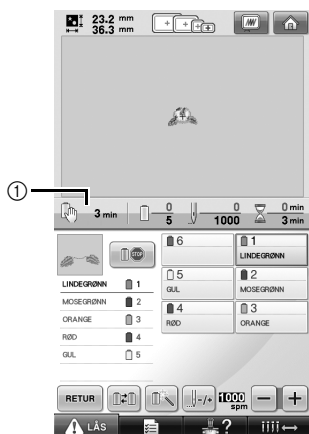 23.2 mm
36.3 mm
①
3 min
0
5
0
1000
0 min
3 min
STOP
6
1
LINDEGRØNN
LINDEGRØNN 1
MOSEGRØNN 2
ORANGE 3
RØD 4
GUL 5
5
GUL
2
MOSEGRØNN
4
RØD
3
ORANGE
RETUR
-/+
1000
spm
-
+
LÅS
?